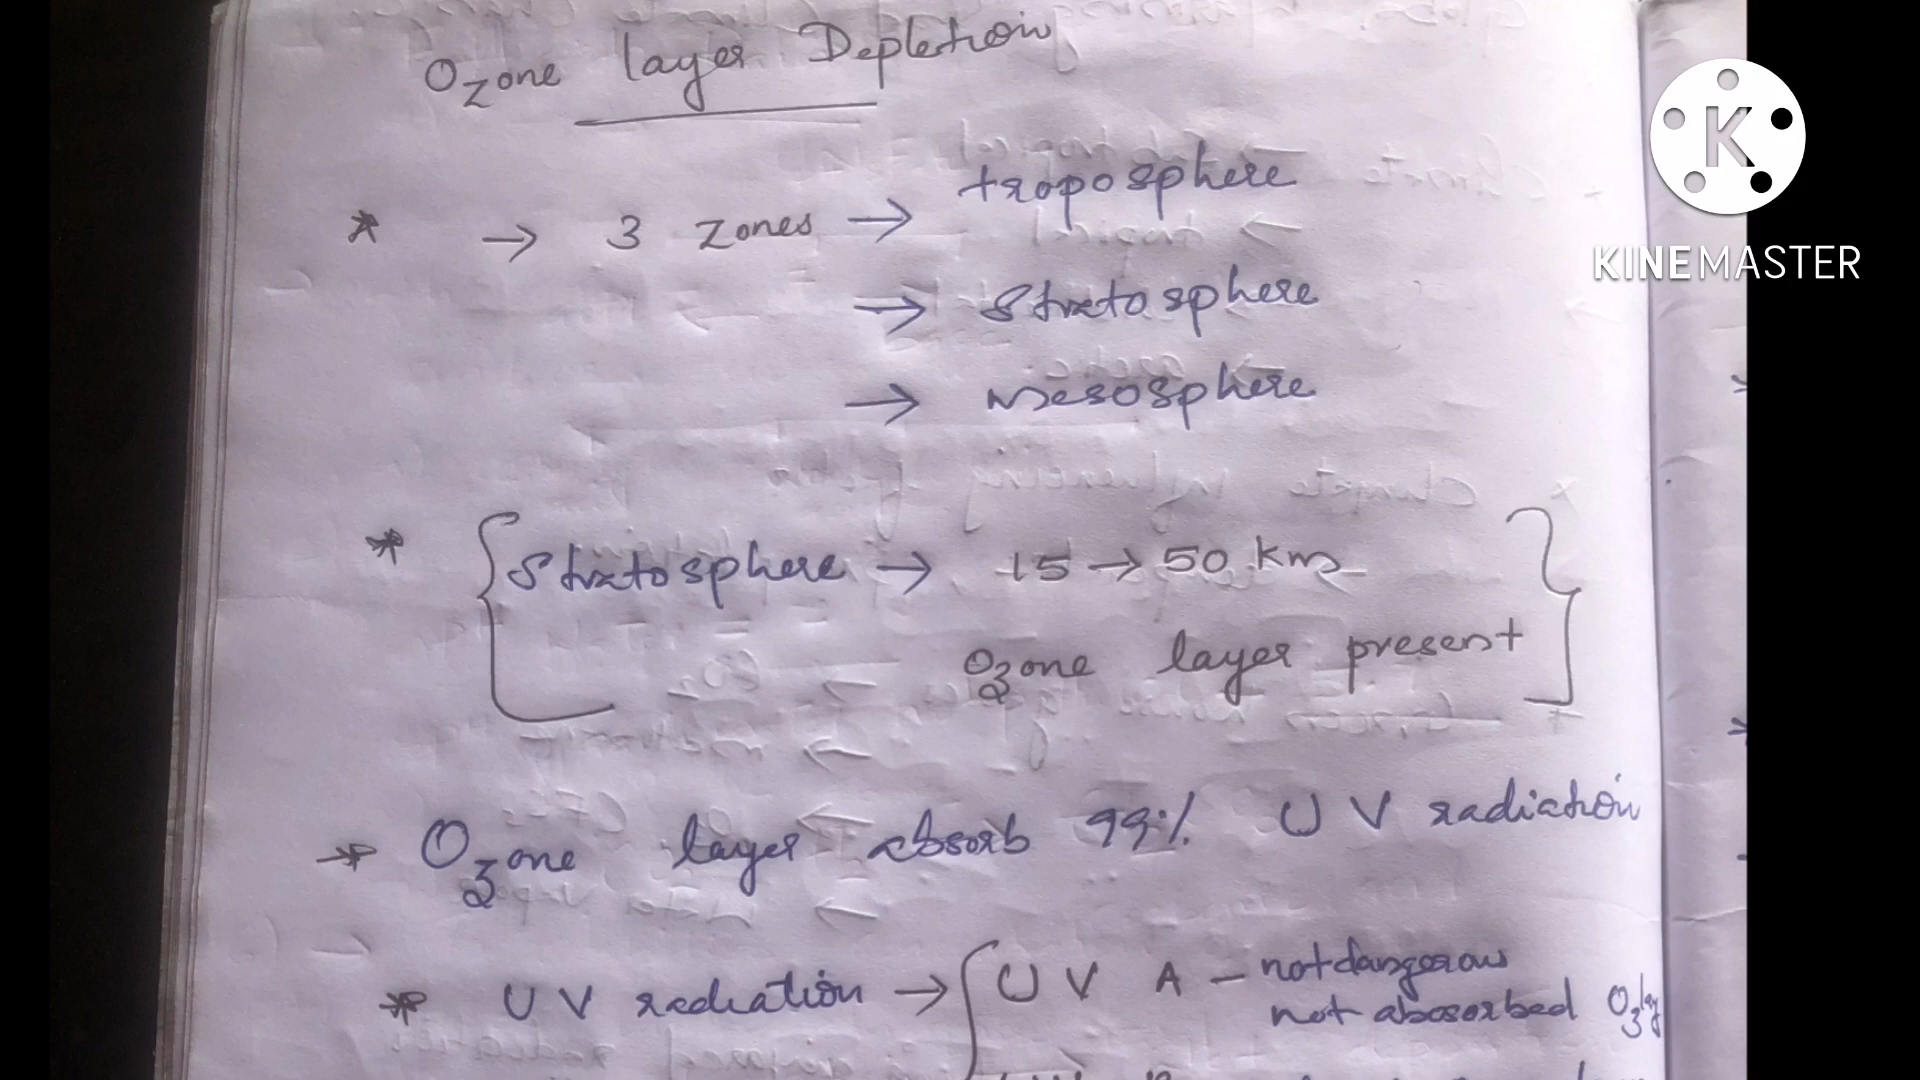 Ozone layer Depletion
* → 3 zones → troposphere
→ Stratosphere
→ Mesosphere
* { Stratosphere → 15 → 50 km }
Ozone layer present
* Ozone layer absorb 99% UV radiation
* UV radiation → { UV A - not dangerous
not abosorbed O3 lay
K
KINEMASTER